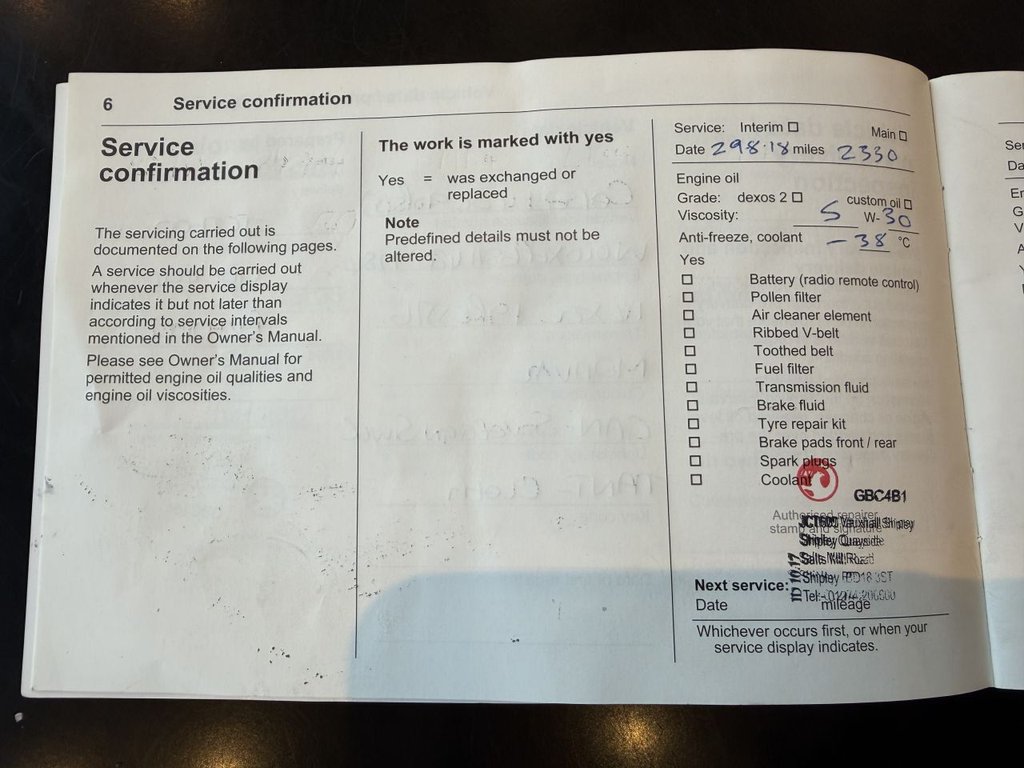 6 Service confirmation
Service
confirmation
The servicing carried out is
documented on the following pages.
A service should be carried out
whenever the service display
indicates it but not later than
according to service intervals
mentioned in the Owner's Manual.
Please see Owner's Manual for
permitted engine oil qualities and
engine oil viscosities.
The work is marked with yes
Yes = was exchanged or
replaced
Note
Predefined details must not be
altered.
Service: Interim ☐ Main ☐
Date 29 8·18 miles 2330
Engine oil
Grade: dexos 2 ☐ custom oil ☐
Viscosity: 5 W-30
Anti-freeze, coolant -38 °C
Yes
☐ Battery (radio remote control)
☐ Pollen filter
☐ Air cleaner element
☐ Ribbed V-belt
☐ Toothed belt
☐ Fuel filter
☐ Transmission fluid
☐ Brake fluid
☐ Tyre repair kit
☐ Brake pads front / rear
☐ Spark plugs
☐ Coolant
GBC4B1
Authorised repairer
stamp and signature
JCT600 Vauxhall Shipley
Shipley Quayside
Salts Mill Road
Shipley BD18 3ST
Tel:
ID 10:17
Next service:
Date mileage
Whichever occurs first, or when your
service display indicates.